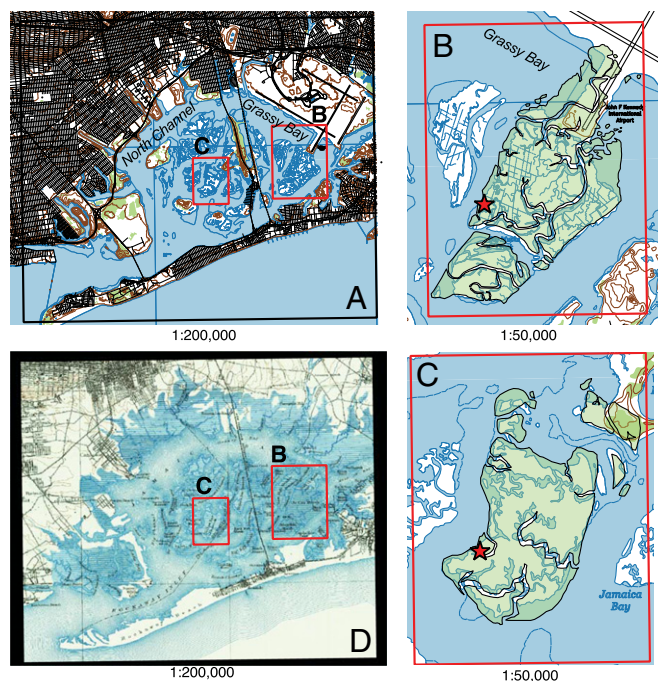 North Channel
Grassy Bay
B
C
A
1:200,000
B
Grassy Bay
John F Kennedy
International
Airport
1:50,000
B
C
D
1:200,000
C
Jamaica
Bay
1:50,000